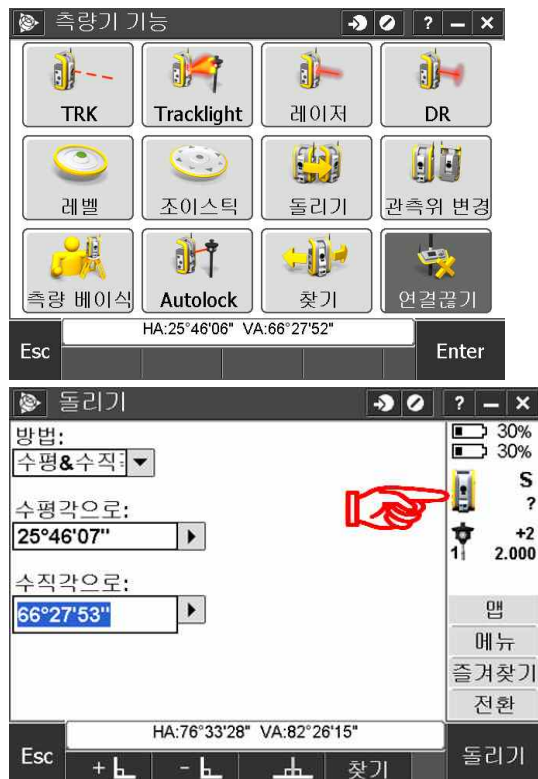 측량기 기능
? – ×
TRK Tracklight 레이저 DR
레벨 조이스틱 돌리기 관측위 변경
측량 베이식 Autolock 찾기 연결끊기
HA:25°46'06" VA:66°27'52"
Esc Enter
돌리기
? – ×
방법:
30%
수평&수직
30%
S
?
수평각으로:
25°46'07"
+2
1 2.000
수직각으로:
66°27'53"
맵
메뉴
즐겨찾기
전환
HA:76°33'28" VA:82°26'15"
Esc + - 찾기 돌리기